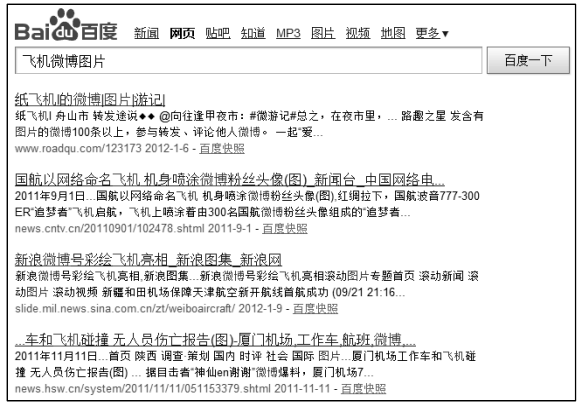 Bai百度 新闻 网页 贴吧 知道 MP3 图片 视频 地图 更多▼
飞机微博图片 百度一下
纸飞机的微博|图片|游记|
纸飞机I 舟山市 转发途说◆◆ @向往逢甲夜市：#微游记#总之，在夜市里，... 路趣之星 发含有
图片的微博100条以上，参与转发、评论他人微博。 一起“爱...
www.roadqu.com/123173 2012-1-6 - 百度快照
国航以网络命名飞机 机身喷涂微博粉丝头像(图)_新闻台_中国网络电...
2011年9月1日...国航以网络命名飞机 机身喷涂微博粉丝头像(图),红绸拉下，国航波音777-300
ER“追梦者”飞机启航，飞机上喷涂着由300名国航微博粉丝头像组成的“追梦者...
news.cntv.cn/20110901/102478.shtml 2011-9-1 - 百度快照
新浪微博号彩绘飞机亮相_新浪图集_新浪网
新浪微博号彩绘飞机亮相,新浪图集...新浪微博号彩绘飞机亮相滚动图片专题首页 滚动新闻 滚
动图片 滚动视频 新疆和田机场保障天津航空新开航线首航成功 (09/21 21:16...
slide.mil.news.sina.com.cn/zt/weiboaircraft/ 2012-1-9 - 百度快照
...车和飞机碰撞 无人员伤亡报告(图)-厦门机场,工作车,航班,微博,...
2011年11月11日...首页 陕西 调查·策划 国内 时评 社会 国际 图片...厦门机场工作车和飞机碰
撞 无人员伤亡报告(图) ... 据目击者“神仙en谢谢”微博爆料，厦门机场7...
news.hsw.cn/system/2011/11/11/051153379.shtml 2011-11-11 - 百度快照